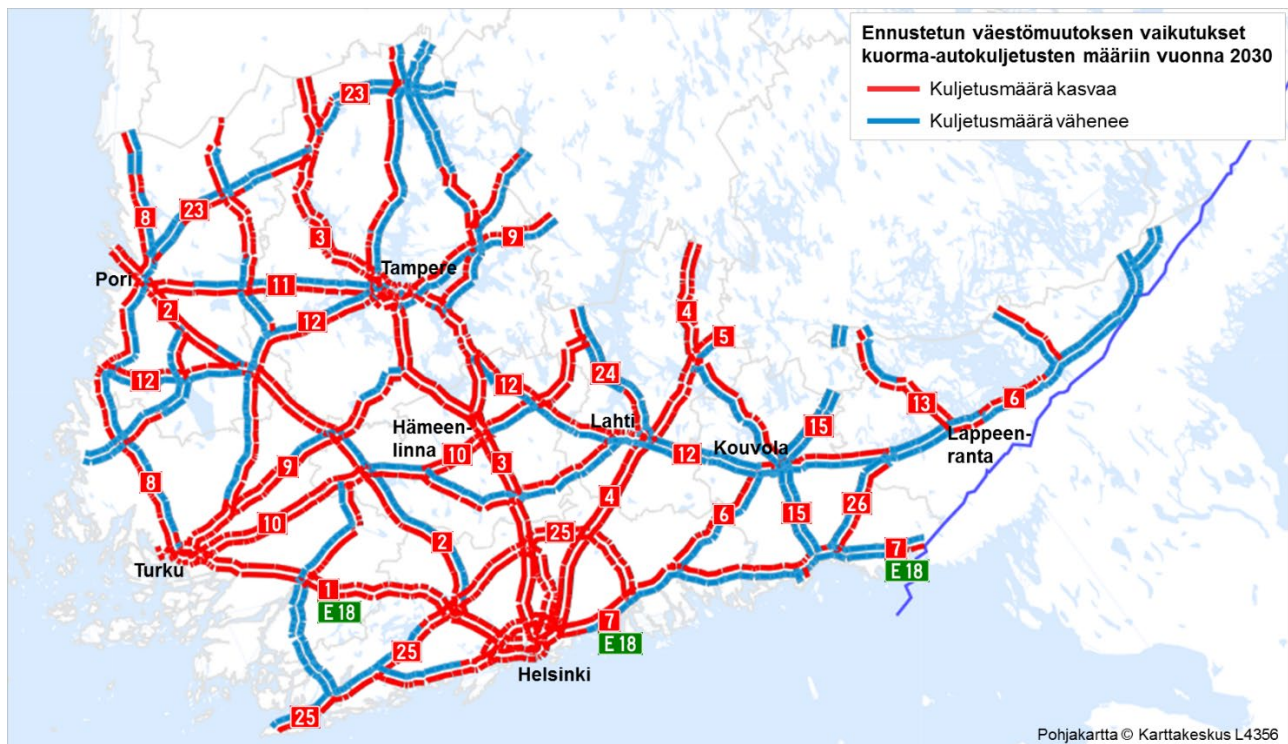 Ennustetun väestömuutoksen vaikutukset
kuorma-autokuljetusten määriin vuonna 2030
Kuljetusmäärä kasvaa
Kuljetusmäärä vähenee
23
8
23
3
9
Pori
Tampere
11
2
12
4
5
12
12
24
13
6
Hämeen-
linna
Lahti
15
Kouvola
Lappeen-
ranta
9
10
3
12
8
4
6
15
26
10
25
2
7
E 18
Turku
1
E 18
7
E 18
25
Helsinki
25
Pohjakartta © Karttakeskus L4356